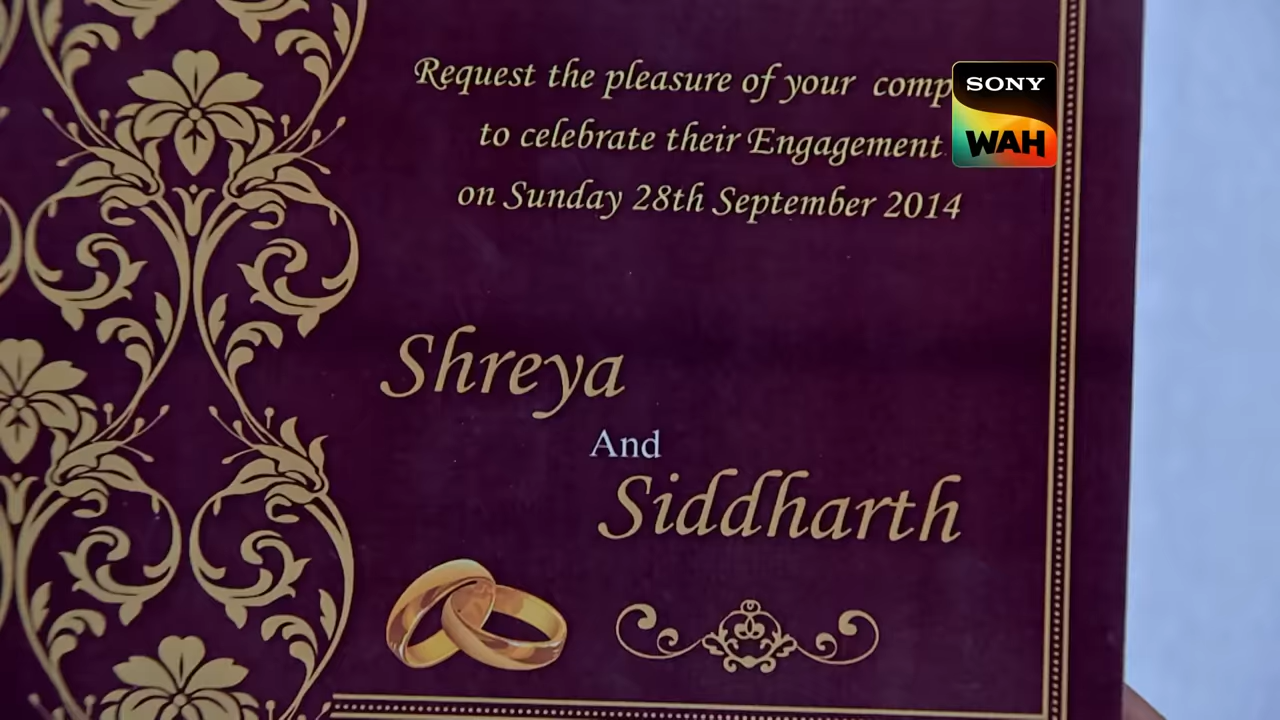 Request the pleasure of your comp
to celebrate their Engagement
on Sunday 28th September 2014
SONY
WAH
Shreya
And
Siddharth